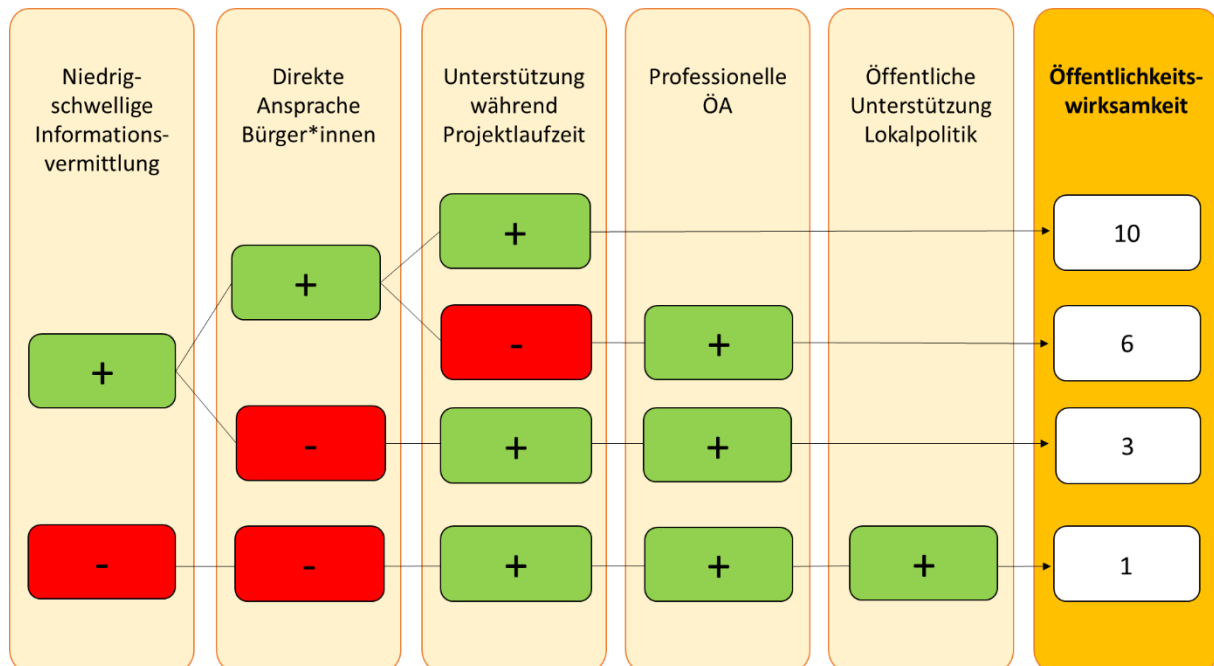 Niedrig-
schwellige
Informations-
vermittlung
Direkte
Ansprache
Bürger*innen
Unterstützung
während
Projektlaufzeit
Professionelle
ÖA
Öffentliche
Unterstützung
Lokalpolitik
Öffentlichkeits-
wirksamkeit
+
+
+
10
-
+
6
-
+
+
3
-
-
+
+
+
1